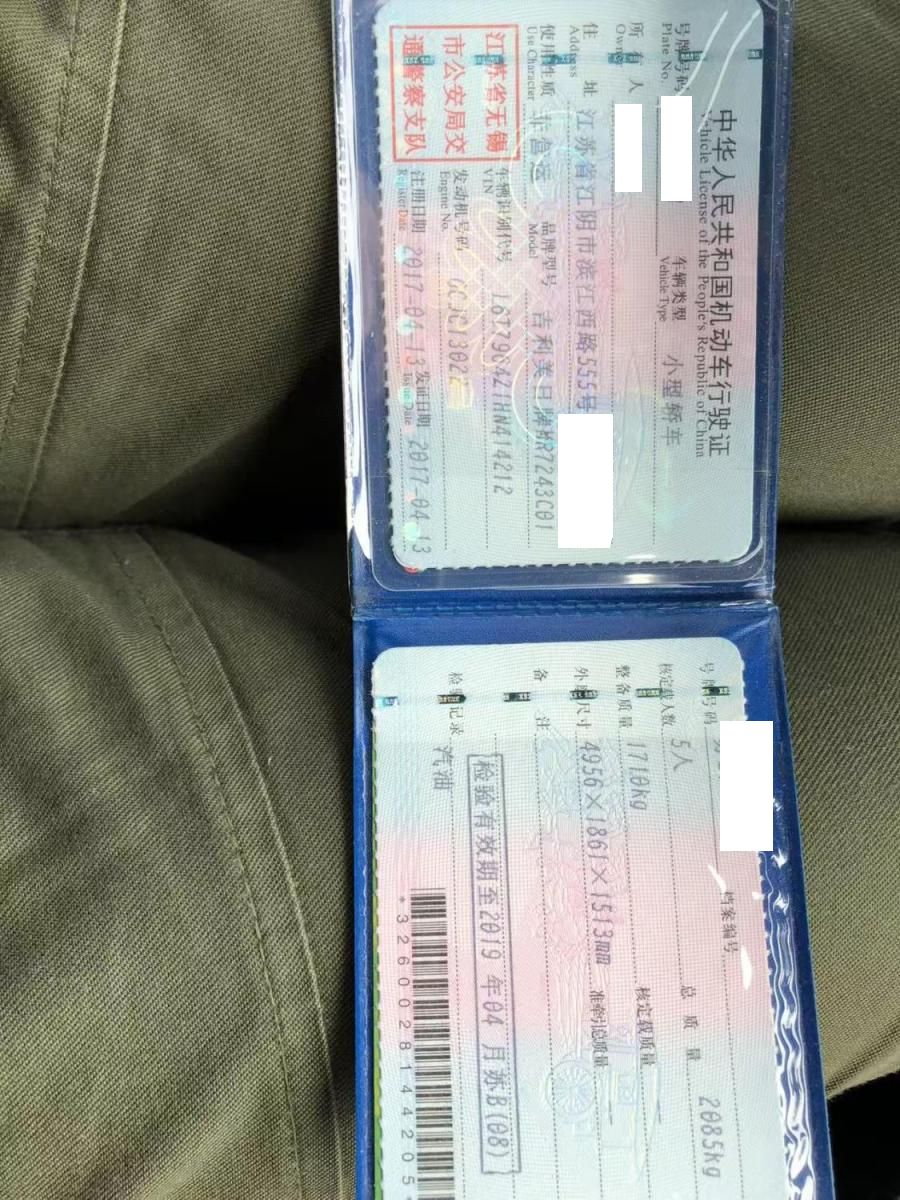 中华人民共和国机动车行驶证
Vehicle License of the People's Republic of China
号牌号码 车辆类型 小型轿车
Plate No. Vehicle Type
所有人
Owner
住 址 江苏省江阴市滨江西路555号
Address
使用性质 非营运 品牌型号 吉利美日牌MR7243C01
Use Character Model
江苏省无锡
市公安局交
通警察支队
车辆识别代号
VIN
发动机号码
Engine No.
注册日期 2017-04-13 发证日期 2017-04-13
Register Date Issue Date
号牌号码 档案编号
核定载人数 5人 总 质 量 2085kg
整备质量 1710kg 核定载质量
外廓尺寸 4956×1861×1513mm 准牵引总质量
备 注
检验有效期至2019 年04 月苏B(08)
检验记录 汽油
*3260028144205